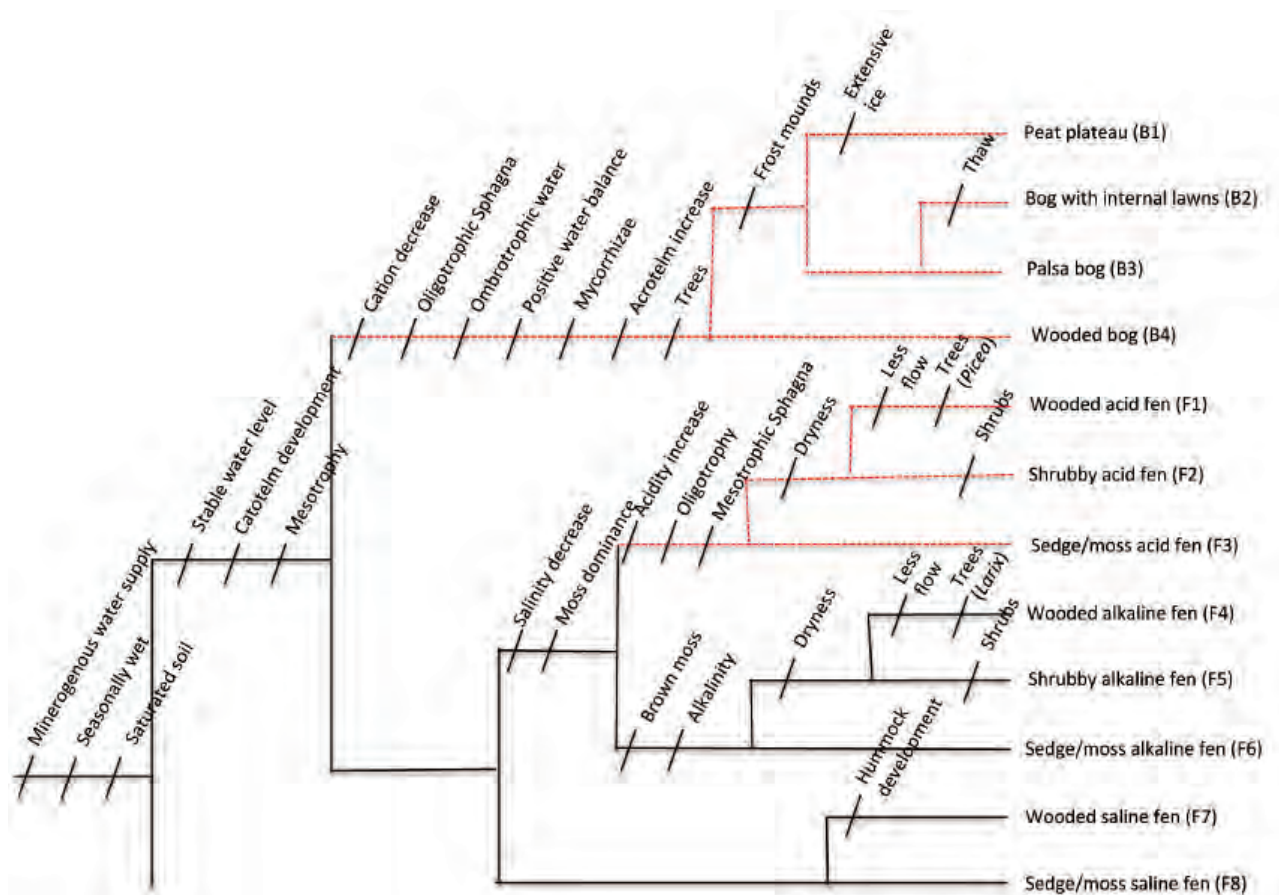 Extensive
ice
Frost mounds
Peat plateau (B1)
Thaw
Bog with internal lawns (B2)
Palsa bog (B3)
Cation decrease
Oligotrophic Sphagna
Ombrotrophic water
Positive water balance
Mycorrhizae
Acrotelm increase
Trees
Wooded bog (B4)
Less
flow
Trees
(Picea)
Wooded acid fen (F1)
Shrubs
Dryness
Shrubby acid fen (F2)
Acidity increase
Oligotrophy
Mesotrophic Sphagna
Sedge/moss acid fen (F3)
Stable water level
Catotelm development
Mesotrophy
Salinity decrease
Moss dominance
Less
flow
Trees
(Larix)
Wooded alkaline fen (F4)
Dryness
Shrubs
Shrubby alkaline fen (F5)
Brown moss
Alkalinity
Sedge/moss alkaline fen (F6)
Minerogenous water supply
Seasonally wet
Saturated soil
Hummock
development
Wooded saline fen (F7)
Sedge/moss saline fen (F8)